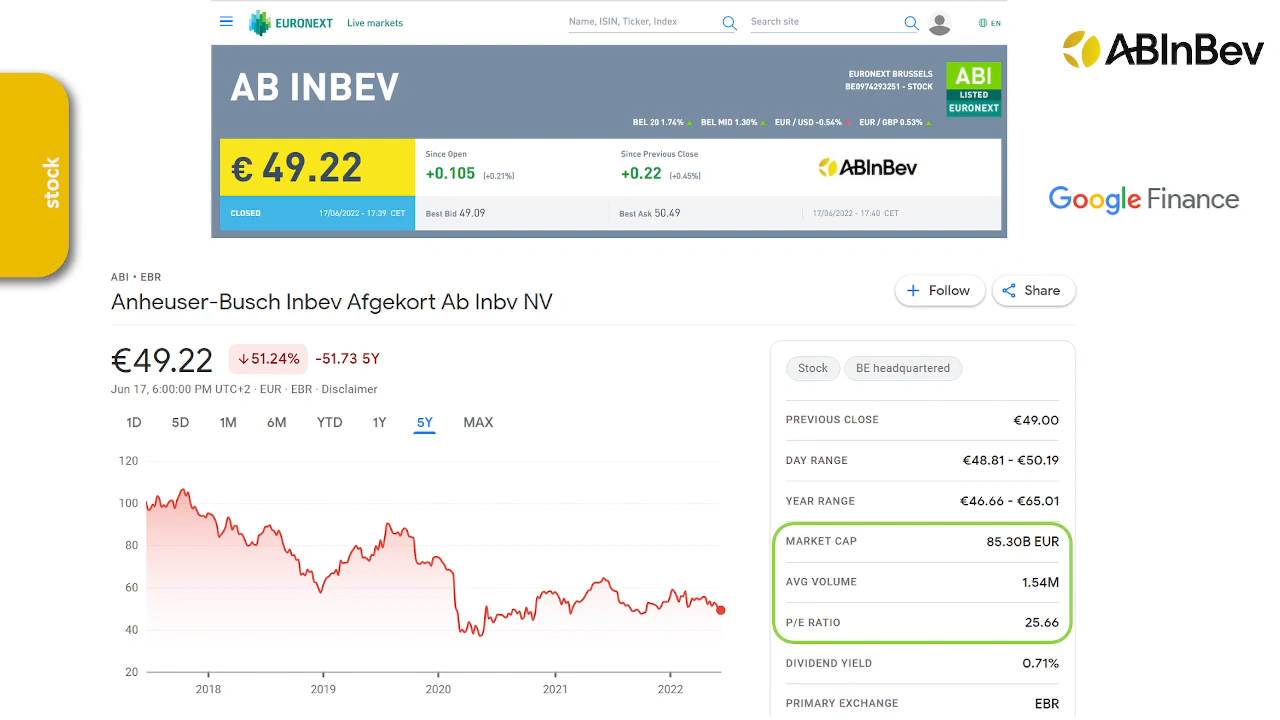 EURONEXT Live markets Name, ISIN, Ticker, Index Search site EN
ABInBev
AB INBEV
EURONEXT BRUSSELS
BE0974293251 - STOCK
ABI
LISTED
EURONEXT
BEL 20 1.74% BEL MID 1.30% EUR / USD -0.54% EUR / GBP 0.53%
stock
€ 49.22
Since Open
+0.105 (+0.21%)
Since Previous Close
+0.22 (+0.45%)
ABInBev
CLOSED 17/06/2022 - 17:39 CET
Best Bid 49.09
Best Ask 50.49
17/06/2022 - 17:40 CET
Google Finance
ABI • EBR
Anheuser-Busch Inbev Afgekort Ab Inbv NV
+ Follow
Share
€49.22 ↓51.24% -51.73 5Y
Jun 17, 6:00:00 PM UTC+2 · EUR · EBR · Disclaimer
1D 5D 1M 6M YTD 1Y 5Y MAX
120
100
80
60
40
20
2018 2019 2020 2021 2022
Stock BE headquartered
PREVIOUS CLOSE €49.00
DAY RANGE €48.81 - €50.19
YEAR RANGE €46.66 - €65.01
MARKET CAP 85.30B EUR
AVG VOLUME 1.54M
P/E RATIO 25.66
DIVIDEND YIELD 0.71%
PRIMARY EXCHANGE EBR